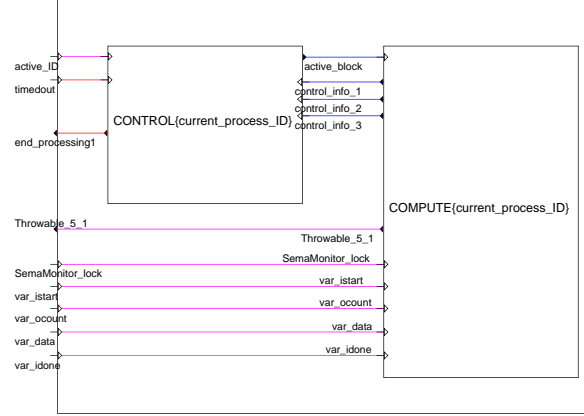 active_ID
active_block
timedout
control_info_1
control_info_2
CONTROL{current_process_ID}
control_info_3
end_processing1
COMPUTE{current_process_ID}
Throwable_5_1
Throwable_5_1
SemaMonitor_lock
SemaMonitor_lock
var_istart
var_istart
var_ocount
var_ocount
var_data
var_data
var_idone
var_idone